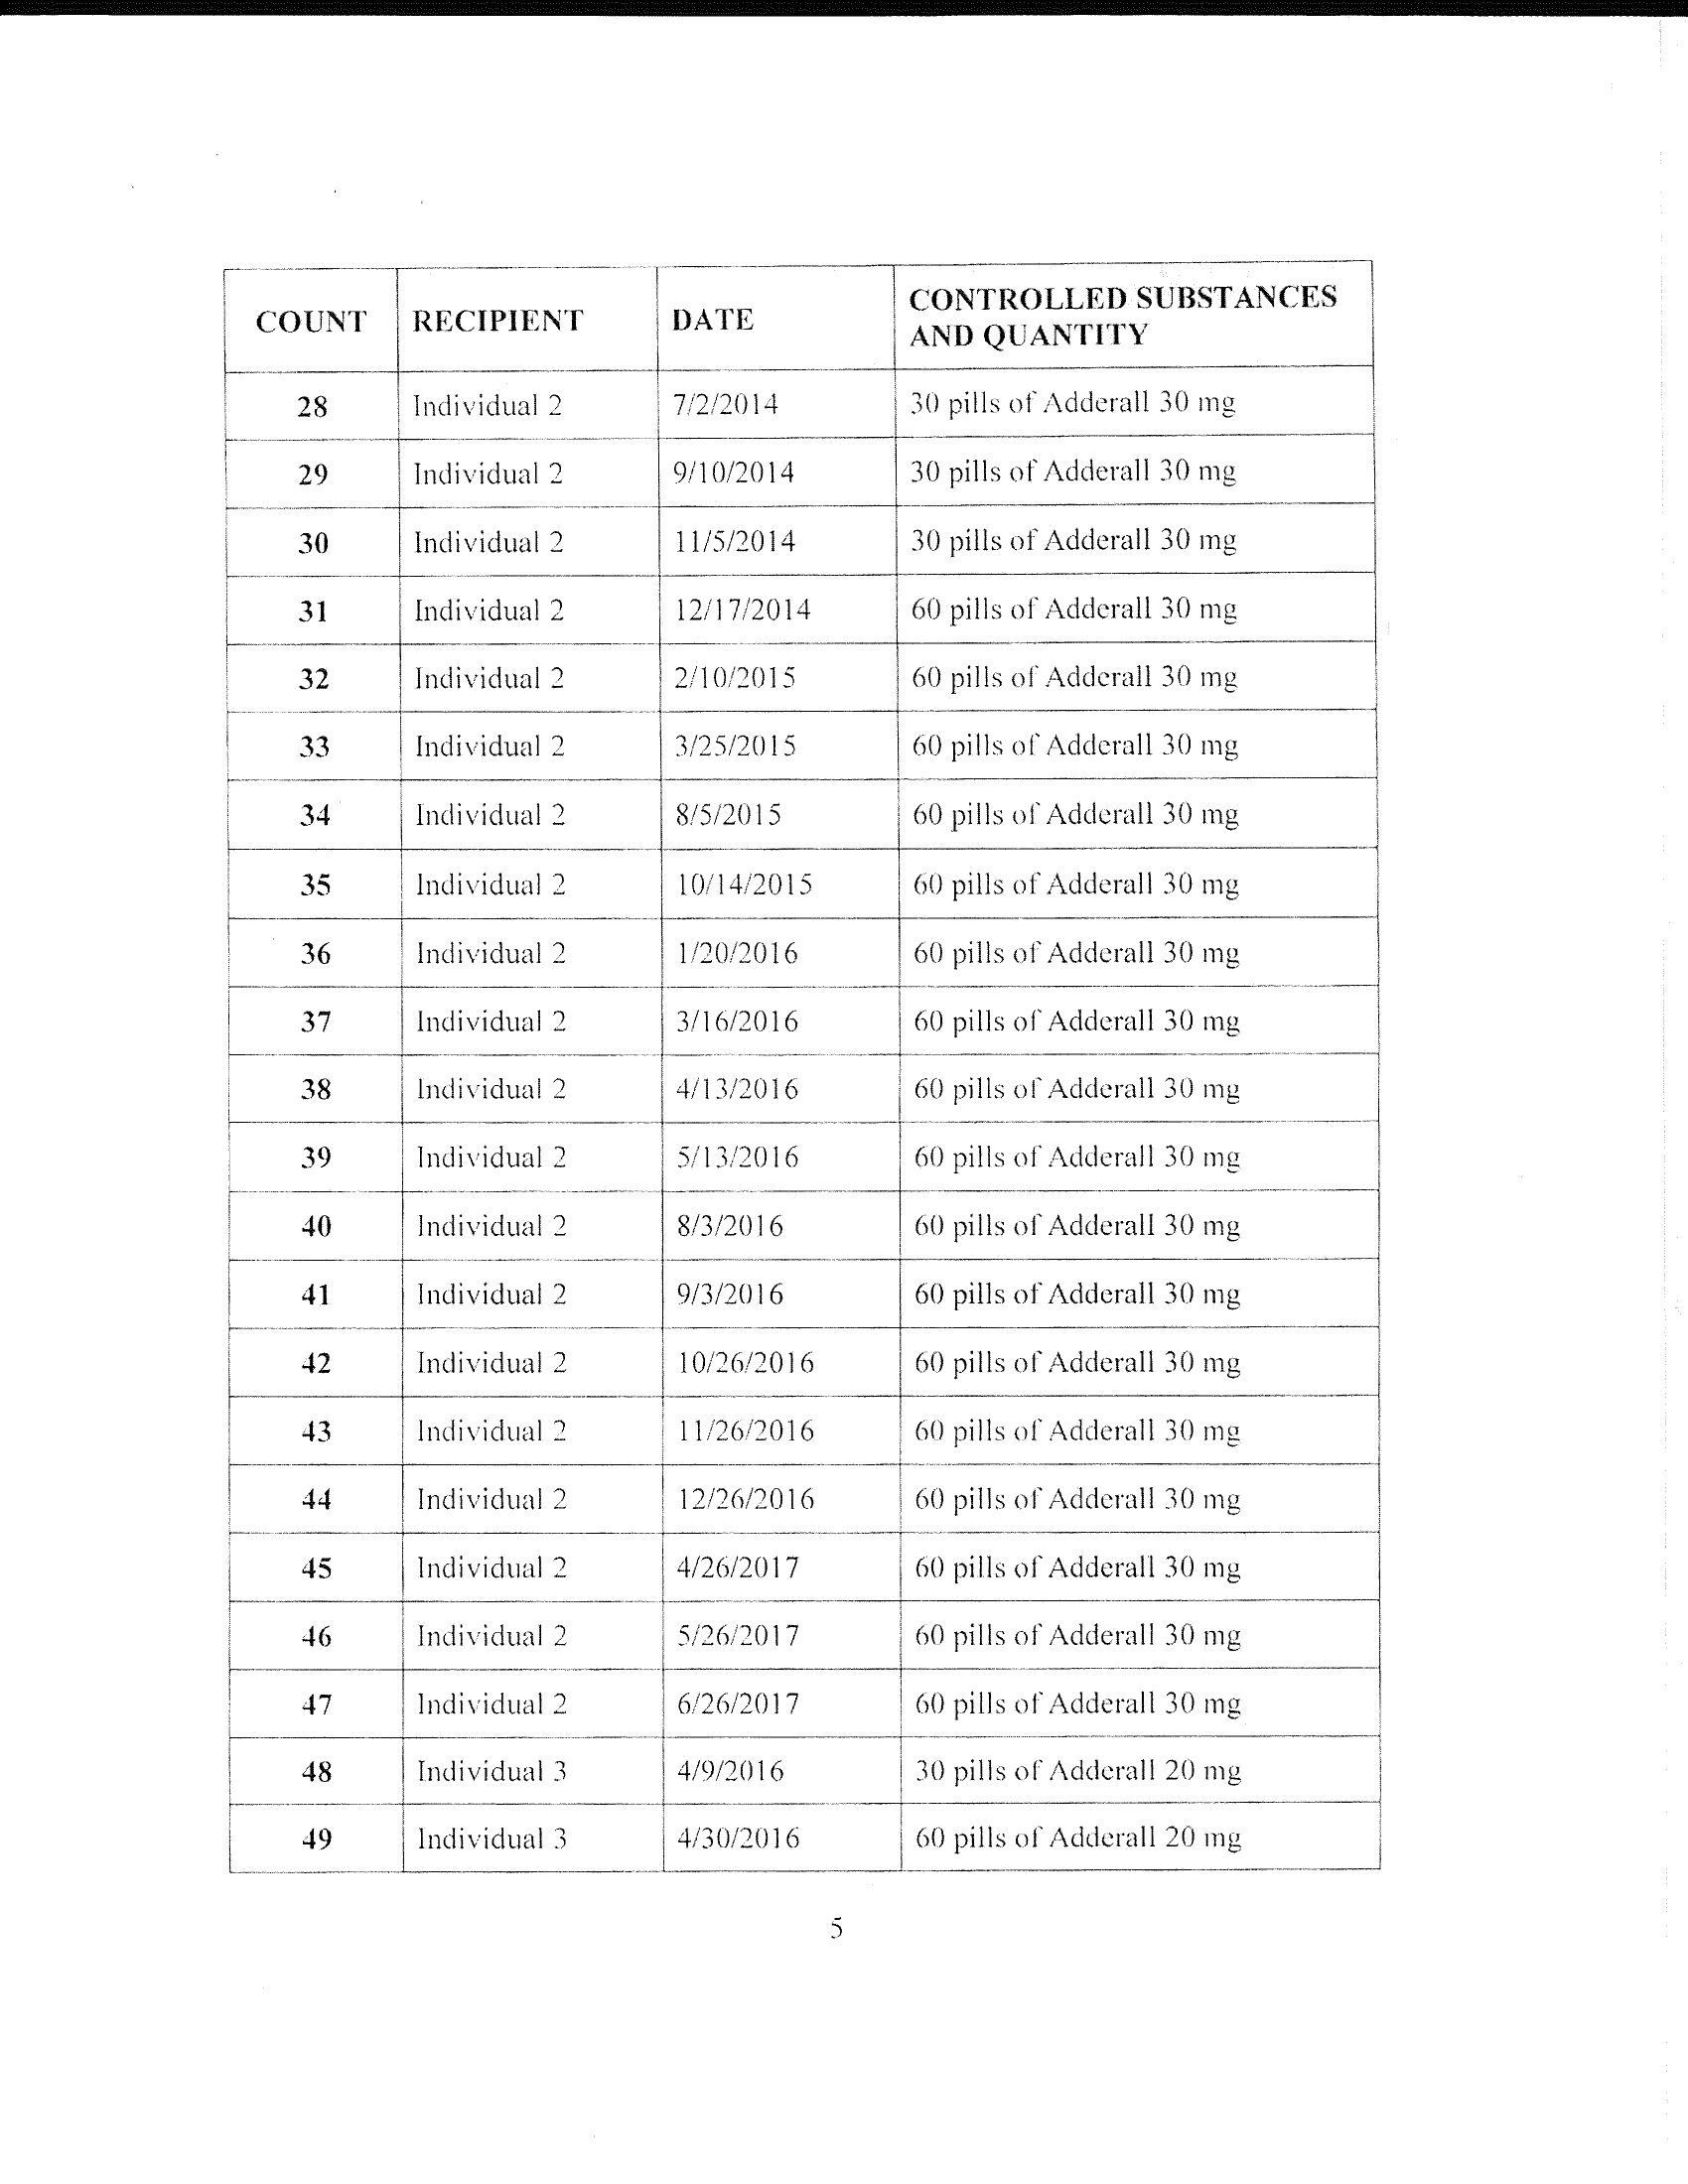 COUNT RECIPIENT DATE CONTROLLED SUBSTANCES
AND QUANTITY
28 Individual 2 7/2/2014 30 pills of Adderall 30 mg
29 Individual 2 9/10/2014 30 pills of Adderall 30 mg
30 Individual 2 11/5/2014 30 pills of Adderall 30 mg
31 Individual 2 12/17/2014 60 pills of Adderall 30 mg
32 Individual 2 2/10/2015 60 pills of Adderall 30 mg
33 Individual 2 3/25/2015 60 pills of Adderall 30 mg
34 Individual 2 8/5/2015 60 pills of Adderall 30 mg
35 Individual 2 10/14/2015 60 pills of Adderall 30 mg
36 Individual 2 1/20/2016 60 pills of Adderall 30 mg
37 Individual 2 3/16/2016 60 pills of Adderall 30 mg
38 Individual 2 4/13/2016 60 pills of Adderall 30 mg
39 Individual 2 5/13/2016 60 pills of Adderall 30 mg
40 Individual 2 8/3/2016 60 pills of Adderall 30 mg
41 Individual 2 9/3/2016 60 pills of Adderall 30 mg
42 Individual 2 10/26/2016 60 pills of Adderall 30 mg
43 Individual 2 11/26/2016 60 pills of Adderall 30 mg
44 Individual 2 12/26/2016 60 pills of Adderall 30 mg
45 Individual 2 4/26/2017 60 pills of Adderall 30 mg
46 Individual 2 5/26/2017 60 pills of Adderall 30 mg
47 Individual 2 6/26/2017 60 pills of Adderall 30 mg
48 Individual 3 4/9/2016 30 pills of Adderall 20 mg
49 Individual 3 4/30/2016 60 pills of Adderall 20 mg
5